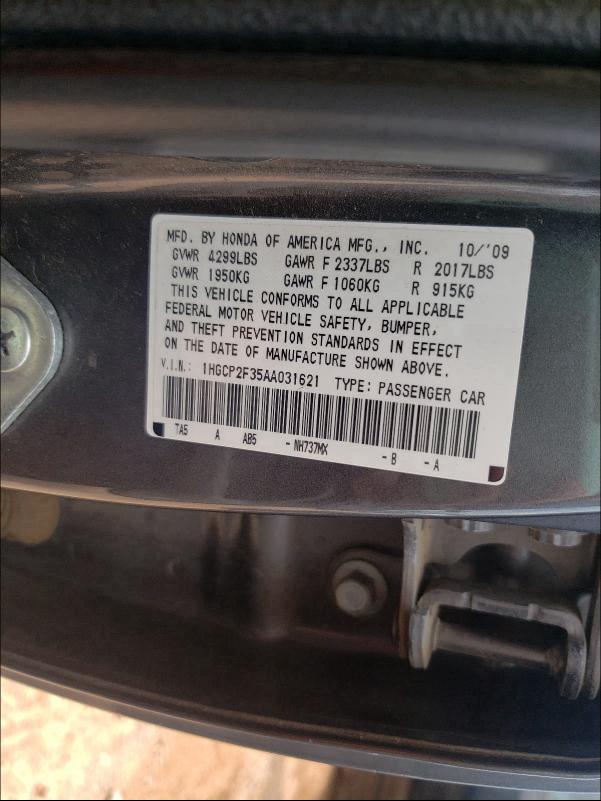 MFD. BY HONDA OF AMERICA MFG., INC. 10/'09
GVWR 4299LBS GAWR F 2337LBS R 2017LBS
GVWR 1950KG GAWR F 1060KG R 915KG
THIS VEHICLE CONFORMS TO ALL APPLICABLE
FEDERAL MOTOR VEHICLE SAFETY, BUMPER,
AND THEFT PREVENTION STANDARDS IN EFFECT
ON THE DATE OF MANUFACTURE SHOWN ABOVE.
V.I.N.: 1HGCP2F35AA031621 TYPE: PASSENGER CAR
TA5 A AB5 -NH737MX -B -A